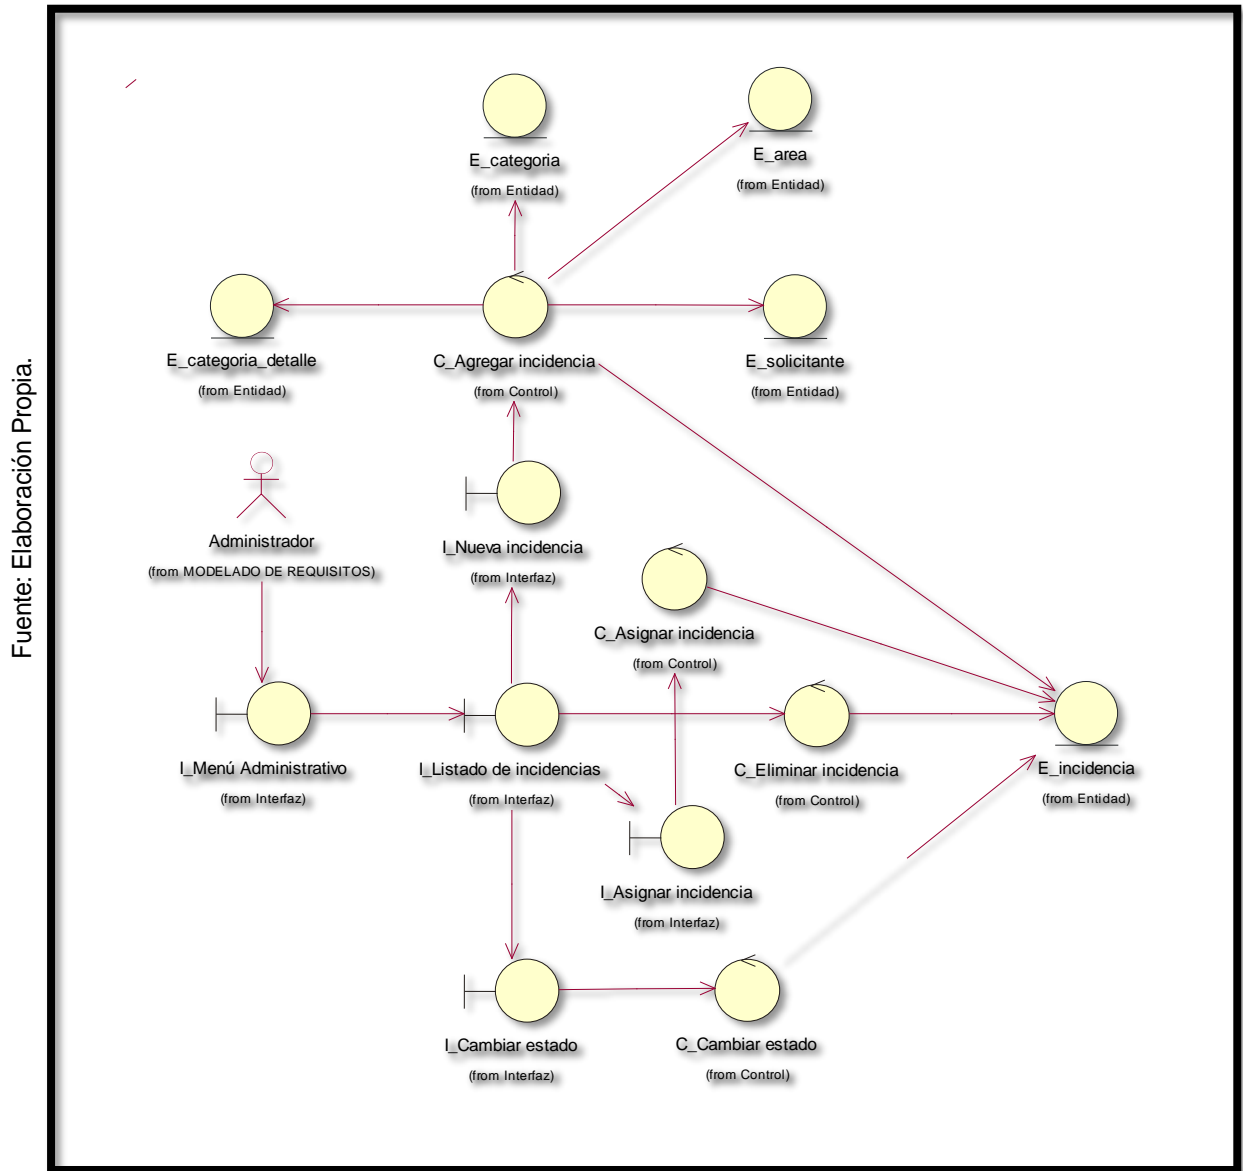 Fuente: Elaboración Propia.
E_categoria
(from Entidad)
E_area
(from Entidad)
E_categoria_detalle
(from Entidad)
C_Agregar incidencia
(from Control)
E_solicitante
(from Entidad)
Administrador
(from MODELADO DE REQUISITOS)
I_Nueva incidencia
(from Interfaz)
C_Asignar incidencia
(from Control)
I_Menú Administrativo
(from Interfaz)
I_Listado de incidencias
(from Interfaz)
C_Eliminar incidencia
(from Control)
E_incidencia
(from Entidad)
I_Asignar incidencia
(from Interfaz)
I_Cambiar estado
(from Interfaz)
C_Cambiar estado
(from Control)